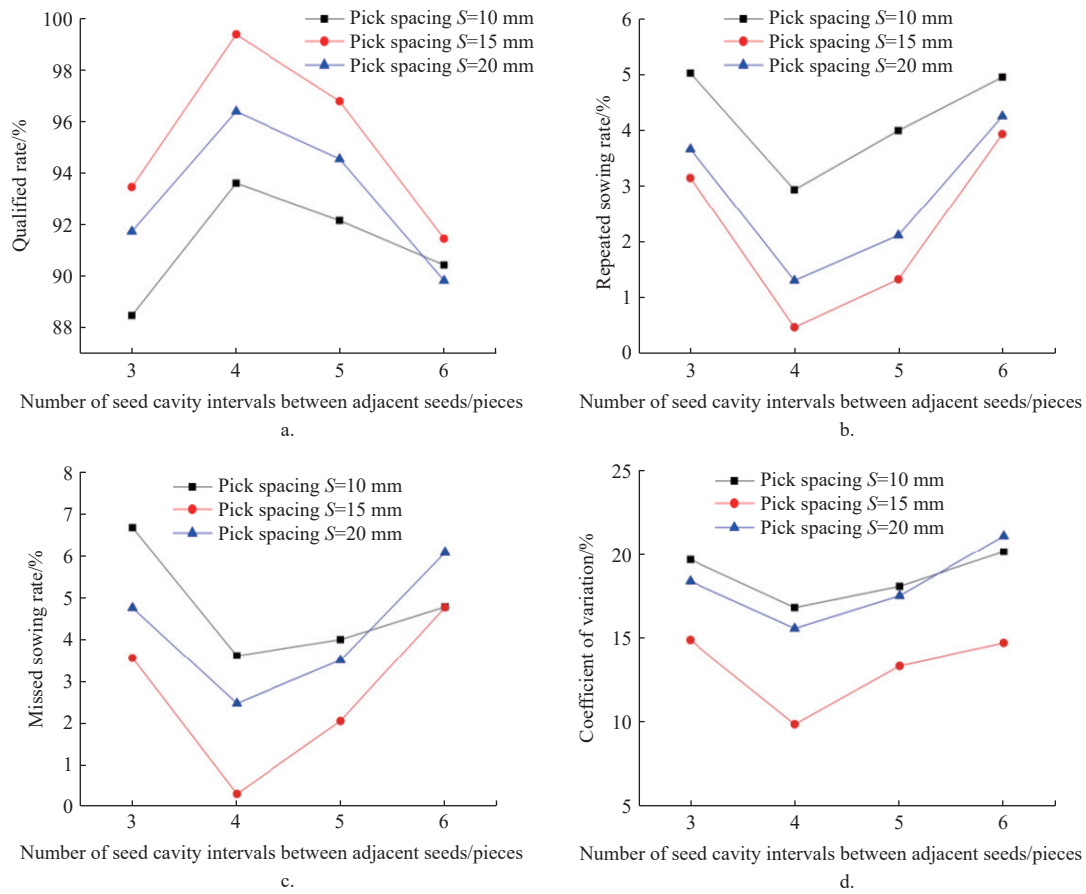 100
98
96
94
92
90
88
Qualified rate/%
Pick spacing S=10 mm
Pick spacing S=15 mm
Pick spacing S=20 mm
3 4 5 6
Number of seed cavity intervals between adjacent seeds/pieces
a.
6
5
4
3
2
1
0
Repeated sowing rate/%
Pick spacing S=10 mm
Pick spacing S=15 mm
Pick spacing S=20 mm
3 4 5 6
Number of seed cavity intervals between adjacent seeds/pieces
b.
8
7
6
5
4
3
2
1
0
Missed sowing rate/%
Pick spacing S=10 mm
Pick spacing S=15 mm
Pick spacing S=20 mm
3 4 5 6
Number of seed cavity intervals between adjacent seeds/pieces
c.
25
20
15
10
5
Coefficient of variation/%
Pick spacing S=10 mm
Pick spacing S=15 mm
Pick spacing S=20 mm
3 4 5 6
Number of seed cavity intervals between adjacent seeds/pieces
d.